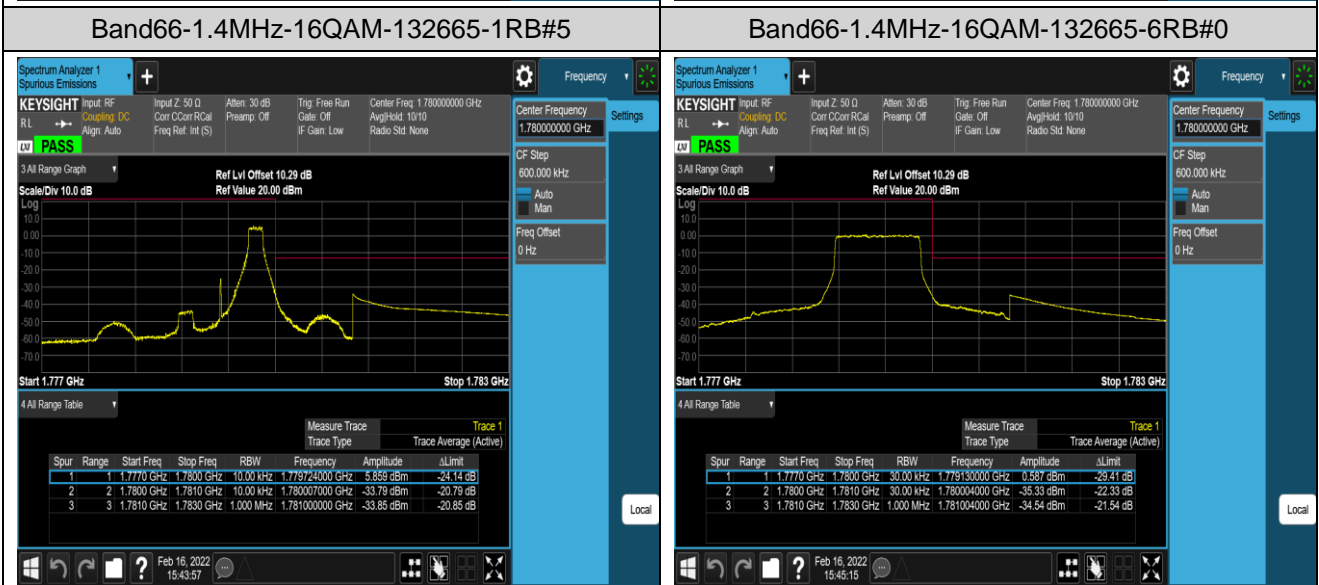 Band66-1.4MHz-16QAM-132665-1RB#5
Spectrum Analyzer 1
Spurious Emissions
+
Frequency
KEYSIGHT
RL
Input: RF
Coupling: DC
Align: Auto
Input Z: 50 Ω
Corr CCorr RCal
Freq Ref: Int (S)
Atten: 30 dB
Preamp: Off
Trig: Free Run
Gate: Off
IF Gain: Low
Center Freq: 1.780000000 GHz
Avg|Hold: 10/10
Radio Std: None
LXI PASS
Center Frequency
1.780000000 GHz
Settings
CF Step
600.000 kHz
Auto
Man
Freq Offset
0 Hz
3 All Range Graph
Ref Lvl Offset 10.29 dB
Scale/Div 10.0 dB
Ref Value 20.00 dBm
Log
10.0
0.00
-10.0
-20.0
-30.0
-40.0
-50.0
-60.0
-70.0
Start 1.777 GHz
Stop 1.783 GHz
4 All Range Table
Measure Trace Trace 1
Trace Type Trace Average (Active)
Spur Range Start Freq Stop Freq RBW Frequency Amplitude ΔLimit
1 1 1.7770 GHz 1.7800 GHz 10.00 kHz 1.779724000 GHz 5.859 dBm -24.14 dB
2 2 1.7800 GHz 1.7810 GHz 10.00 kHz 1.780007000 GHz -33.79 dBm -20.79 dB
3 3 1.7810 GHz 1.7830 GHz 1.000 MHz 1.781000000 GHz -33.85 dBm -20.85 dB
Local
?
Feb 16, 2022
15:43:57
Band66-1.4MHz-16QAM-132665-6RB#0
Spectrum Analyzer 1
Spurious Emissions
+
Frequency
KEYSIGHT
RL
Input: RF
Coupling: DC
Align: Auto
Input Z: 50 Ω
Corr CCorr RCal
Freq Ref: Int (S)
Atten: 30 dB
Preamp: Off
Trig: Free Run
Gate: Off
IF Gain: Low
Center Freq: 1.780000000 GHz
Avg|Hold: 10/10
Radio Std: None
LXI PASS
Center Frequency
1.780000000 GHz
Settings
CF Step
600.000 kHz
Auto
Man
Freq Offset
0 Hz
3 All Range Graph
Ref Lvl Offset 10.29 dB
Scale/Div 10.0 dB
Ref Value 20.00 dBm
Log
10.0
0.00
-10.0
-20.0
-30.0
-40.0
-50.0
-60.0
-70.0
Start 1.777 GHz
Stop 1.783 GHz
4 All Range Table
Measure Trace Trace 1
Trace Type Trace Average (Active)
Spur Range Start Freq Stop Freq RBW Frequency Amplitude ΔLimit
1 1 1.7770 GHz 1.7800 GHz 30.00 kHz 1.779130000 GHz 0.587 dBm -29.41 dB
2 2 1.7800 GHz 1.7810 GHz 30.00 kHz 1.780004000 GHz -35.33 dBm -22.33 dB
3 3 1.7810 GHz 1.7830 GHz 1.000 MHz 1.781004000 GHz -34.54 dBm -21.54 dB
Local
?
Feb 16, 2022
15:45:15